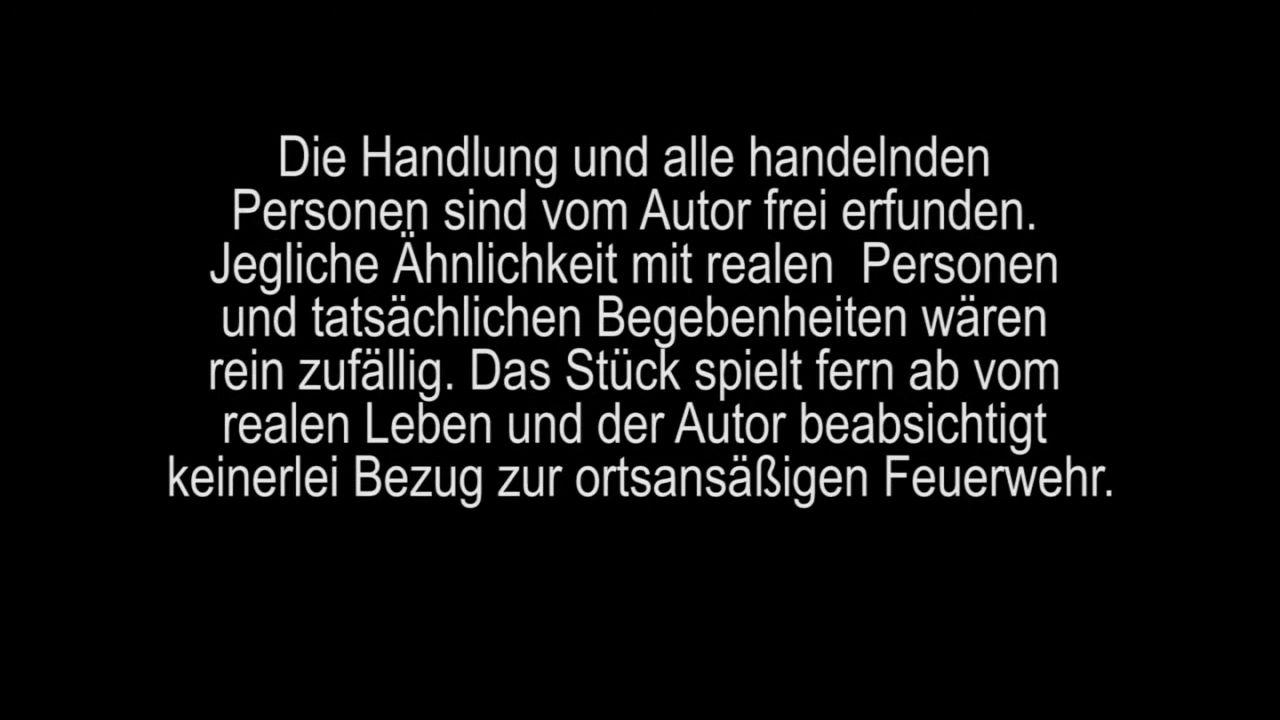 Die Handlung und alle handelnden
Personen sind vom Autor frei erfunden.
Jegliche Ähnlichkeit mit realen  Personen
und tatsächlichen Begebenheiten wären
rein zufällig. Das Stück spielt fern ab vom
realen Leben und der Autor beabsichtigt
keinerlei Bezug zur ortsansäßigen Feuerwehr.